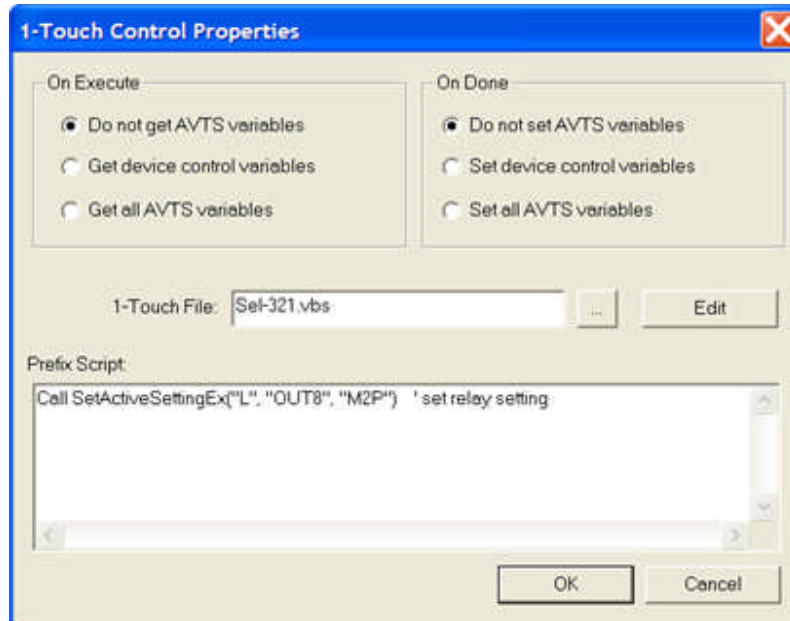 1-Touch Control Properties
On Execute
Do not get AVTS variables
Get device control variables
Get all AVTS variables
On Done
Do not set AVTS variables
Set device control variables
Set all AVTS variables
1-Touch File: Sel-321.vbs ... Edit
Prefix Script:
Call SetActiveSettingEx("L", "OUT8", "M2P") ' set relay setting
OK Cancel